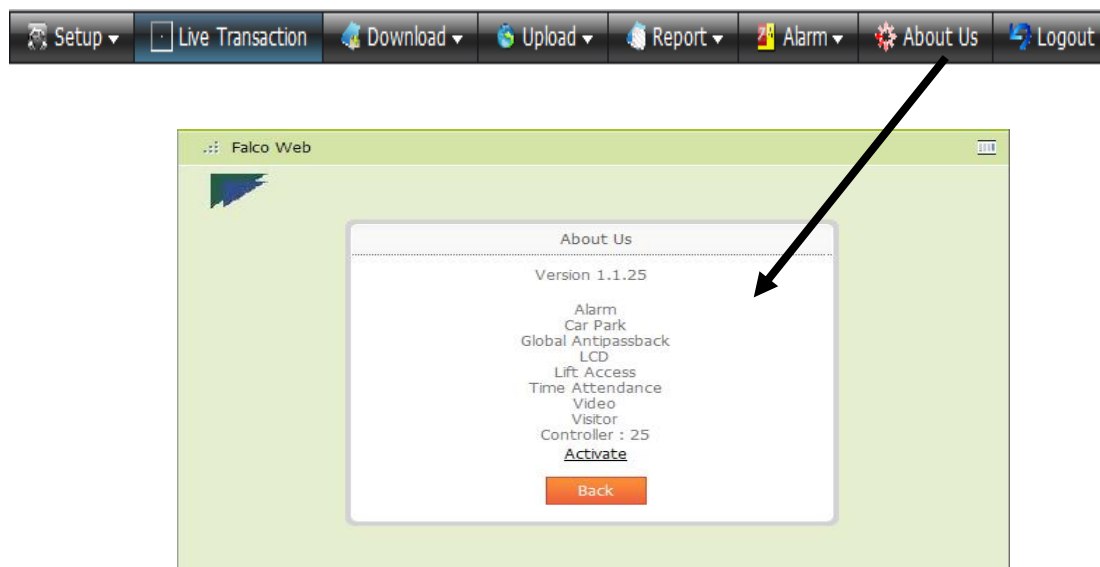 Setup Live Transaction Download Upload Report Alarm About Us Logout
Falco Web
About Us
Version 1.1.25
Alarm
Car Park
Global Antipassback
LCD
Lift Access
Time Attendance
Video
Visitor
Controller : 25
Activate
Back